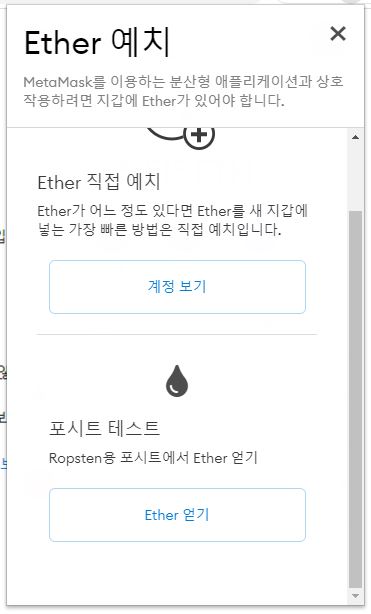 Ether 예치
MetaMask를 이용하는 분산형 애플리케이션과 상호
작용하려면 지갑에 Ether가 있어야 합니다.
Ether 직접 예치
Ether가 어느 정도 있다면 Ether를 새 지갑에
넣는 가장 빠른 방법은 직접 예치입니다.
계정 보기
포시트 테스트
Ropsten용 포시트에서 Ether 얻기
Ether 얻기